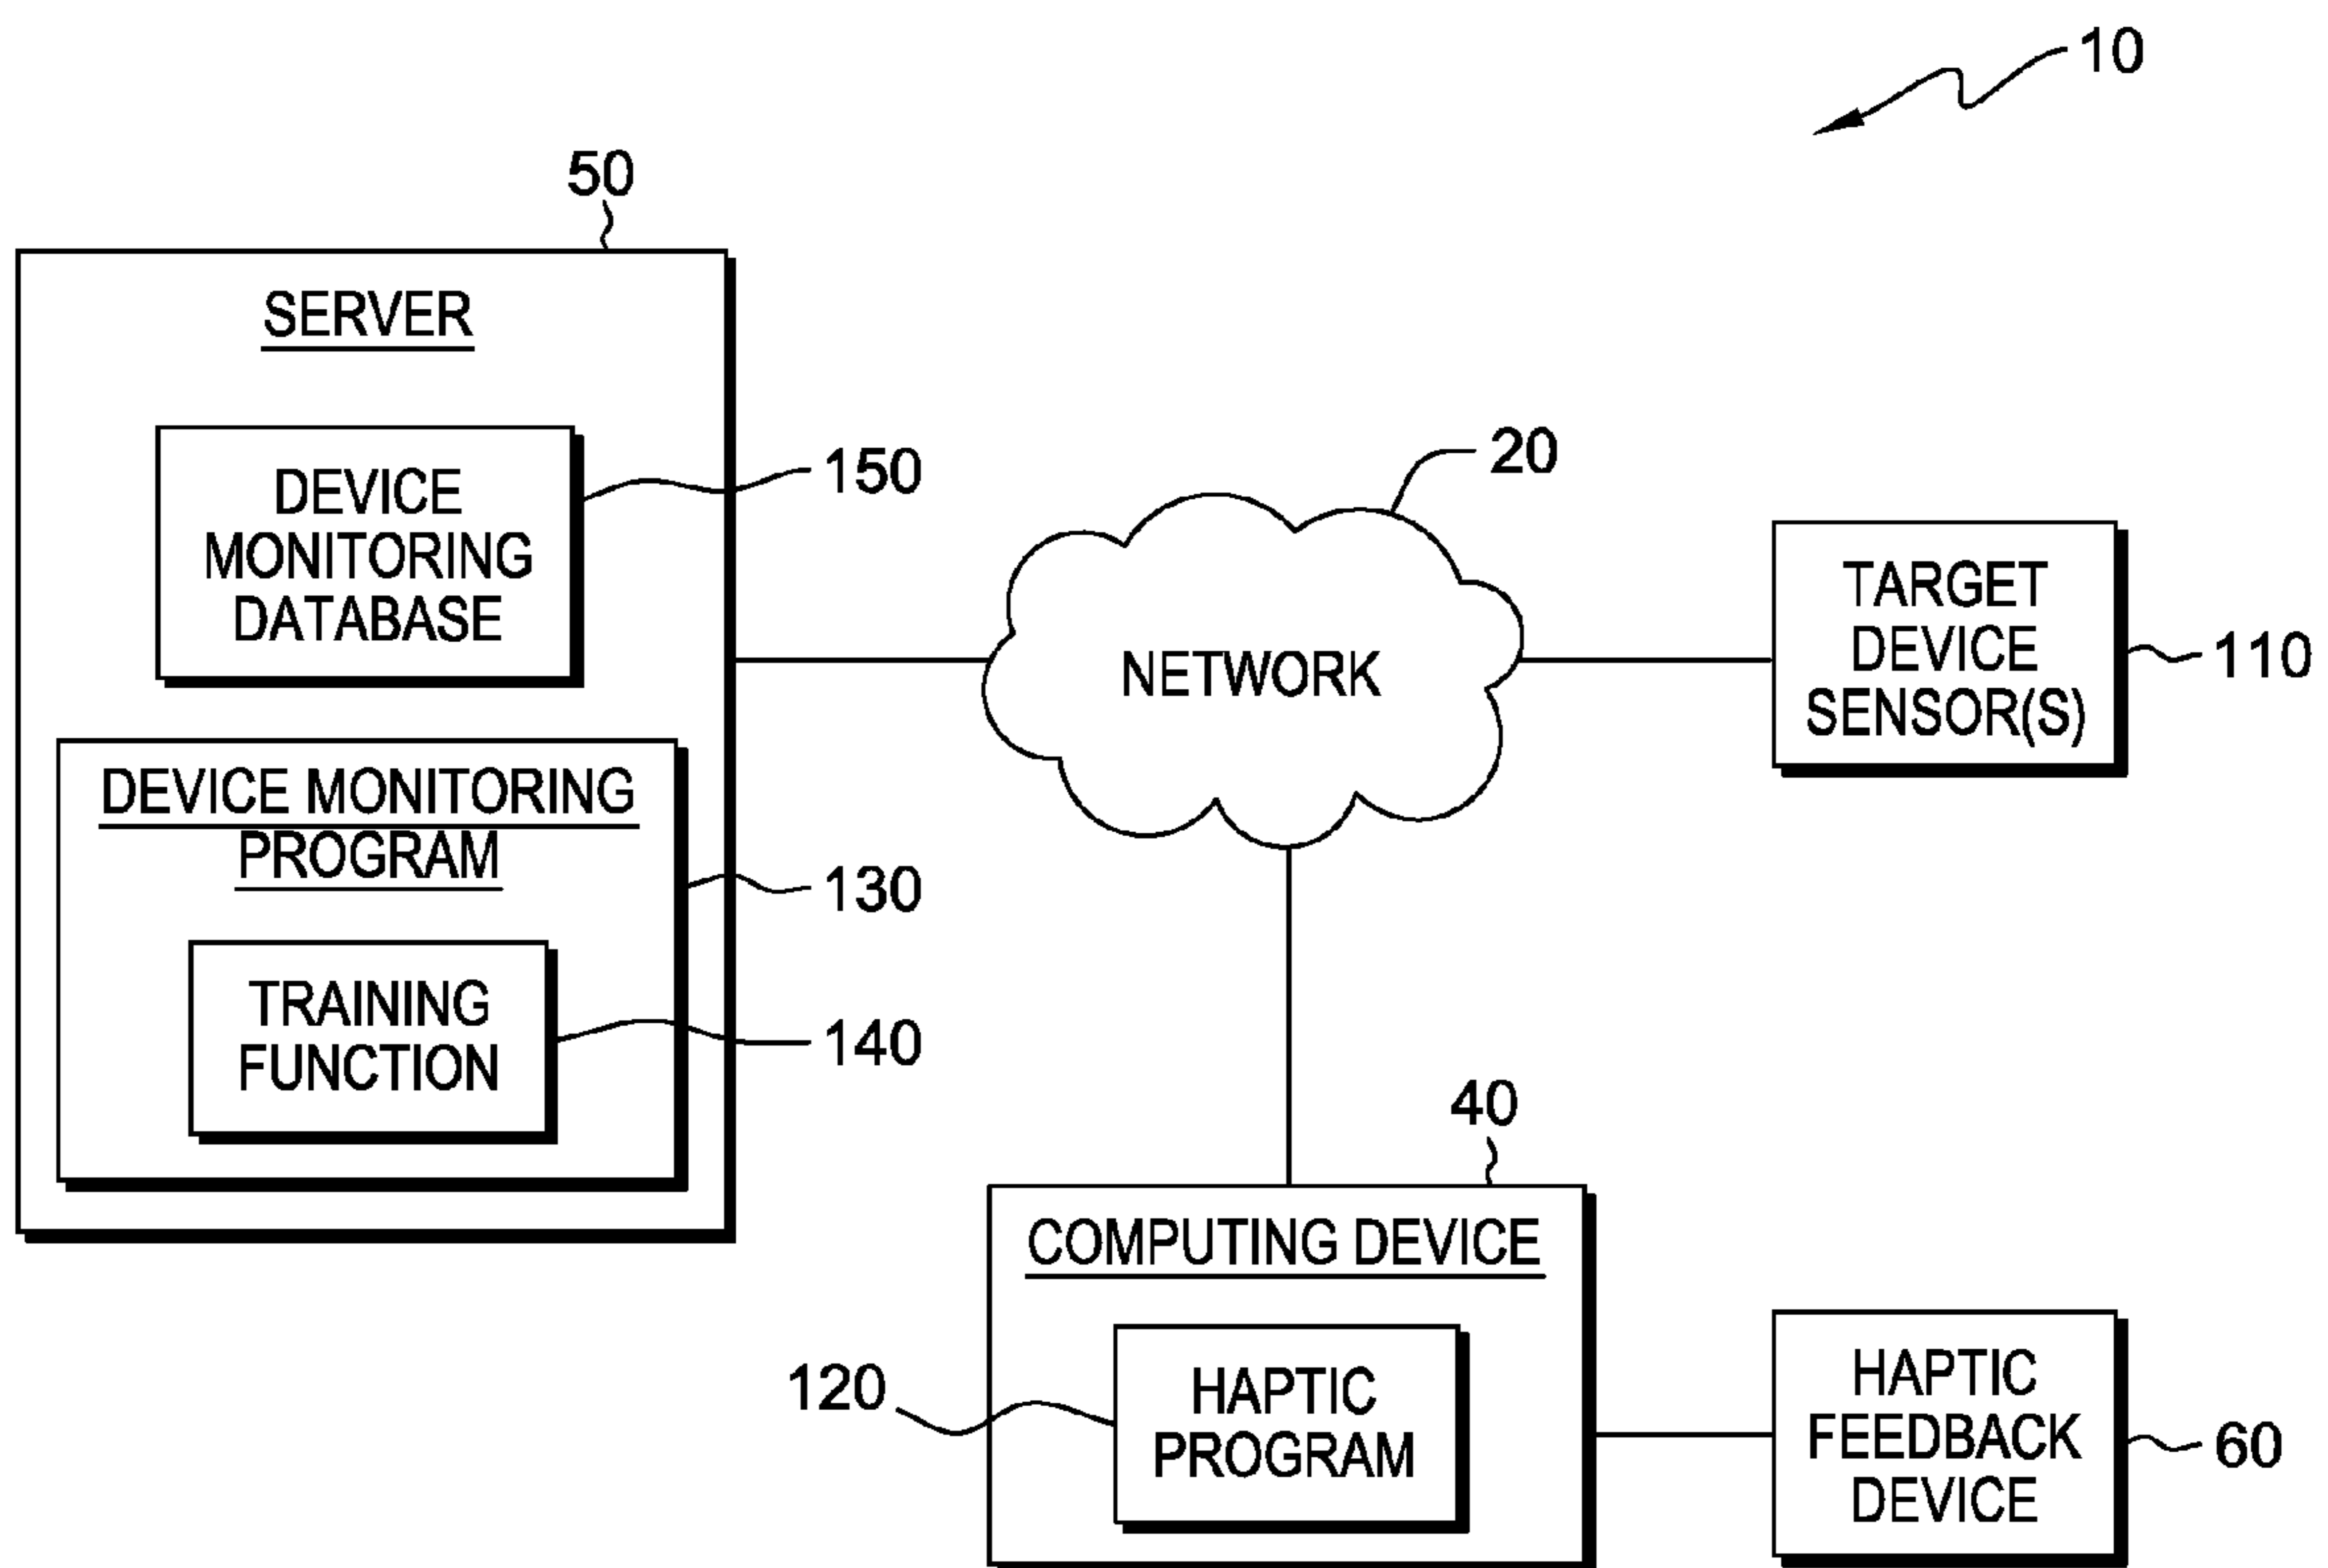 10
50
SERVER
DEVICE
MONITORING
DATABASE
150
DEVICE MONITORING
PROGRAM
130
TRAINING
FUNCTION
140
20
NETWORK
TARGET
DEVICE
SENSOR(S)
110
40
COMPUTING DEVICE
120
HAPTIC
PROGRAM
HAPTIC
FEEDBACK
DEVICE
60